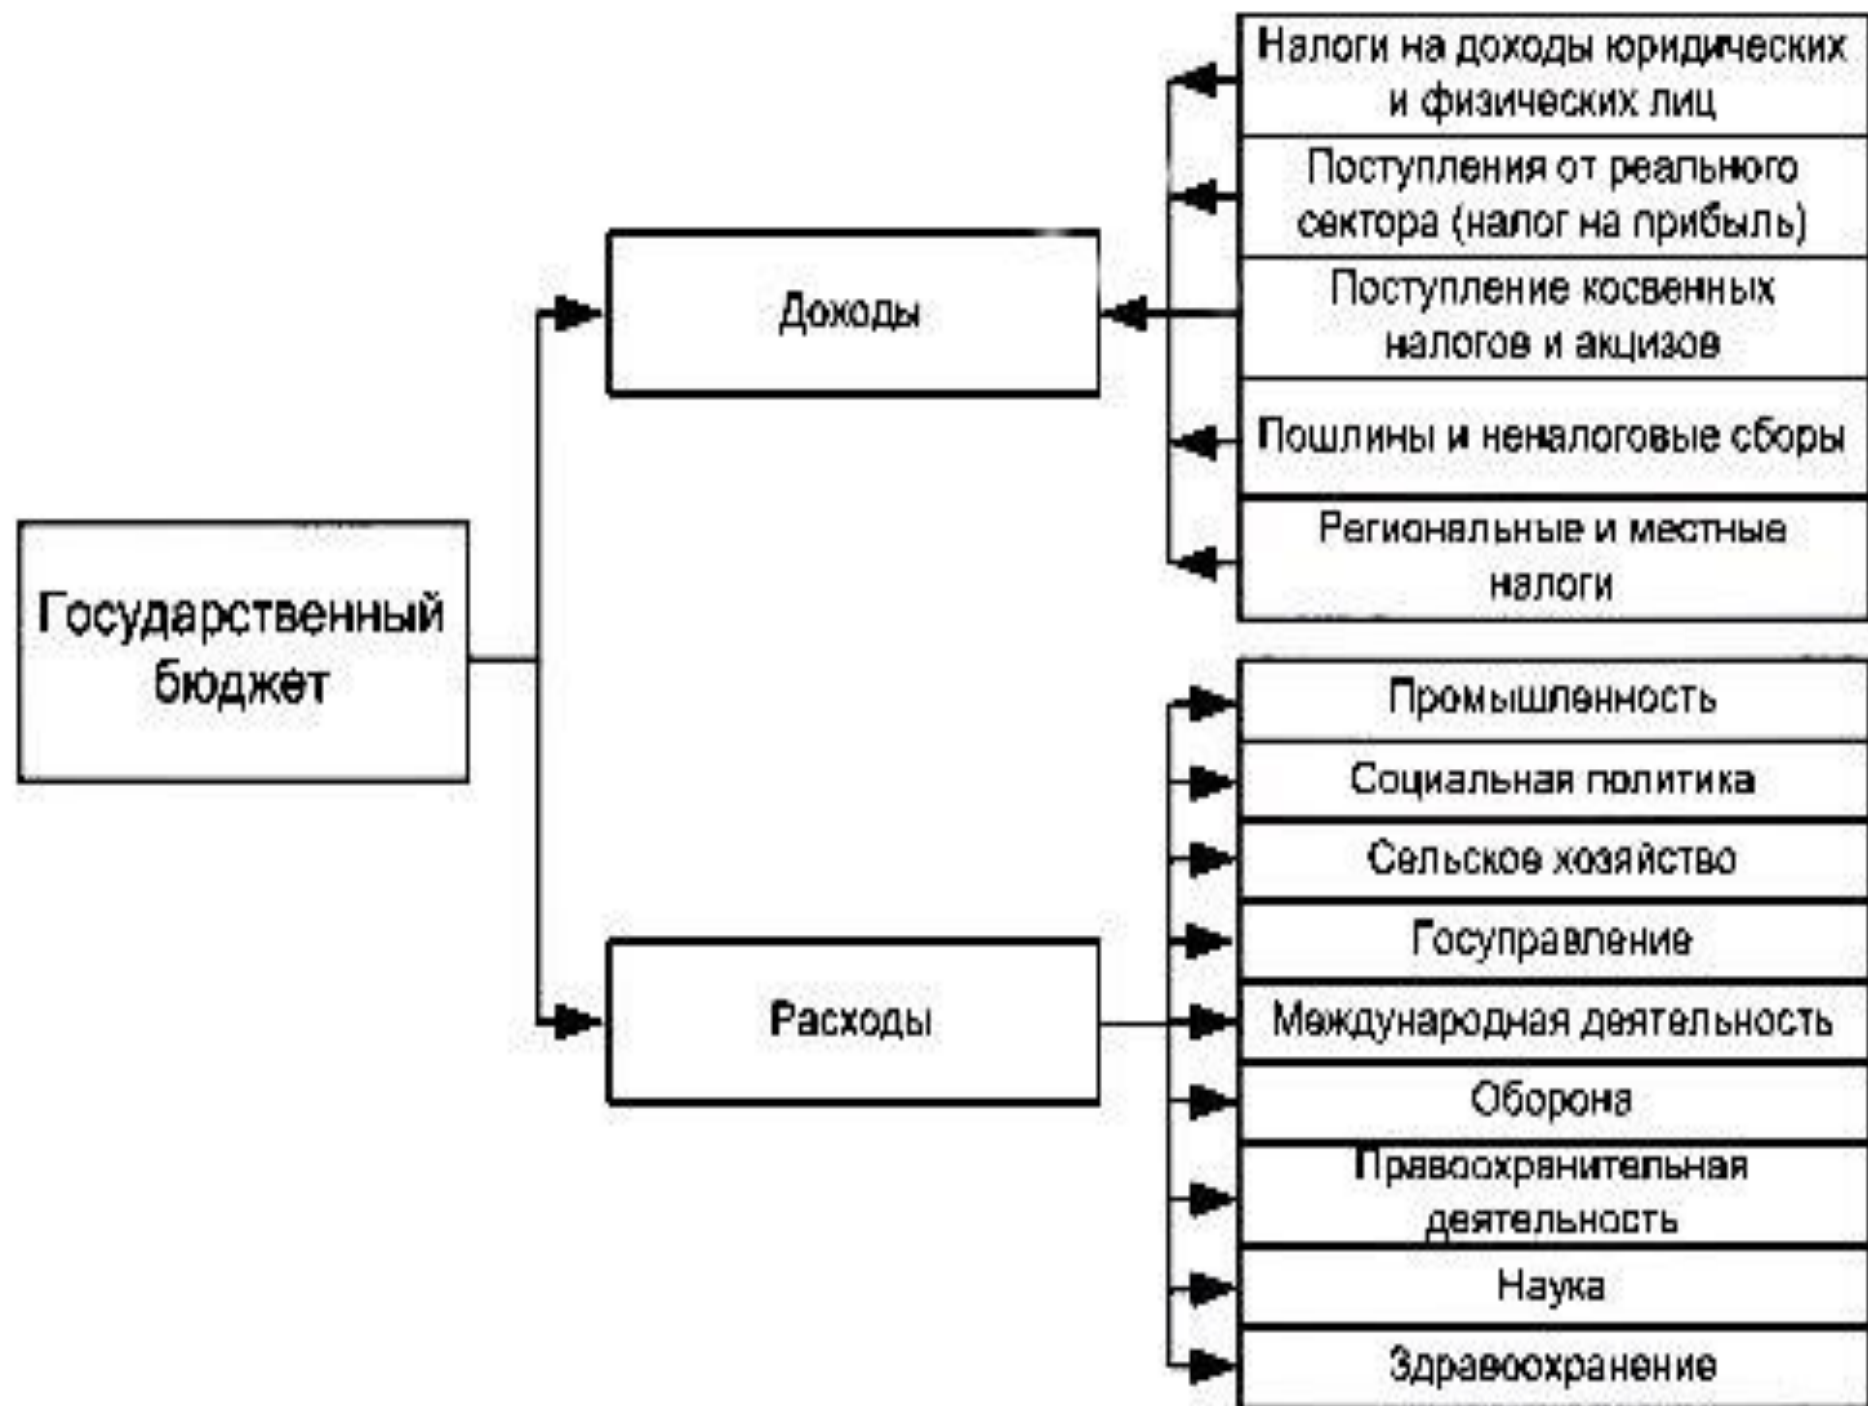 Государственный
бюджет
Доходы
Налоги на доходы юридических
и физических лиц
Поступления от реального
сектора (налог на прибыль)
Поступление косвенных
налогов и акцизов
Пошлины и неналоговые сборы
Региональные и местные
налоги
Расходы
Промышленность
Социальная политика
Сельское хозяйство
Госуправление
Международная деятельность
Оборона
Правоохранительная
деятельность
Наука
Здравоохранение